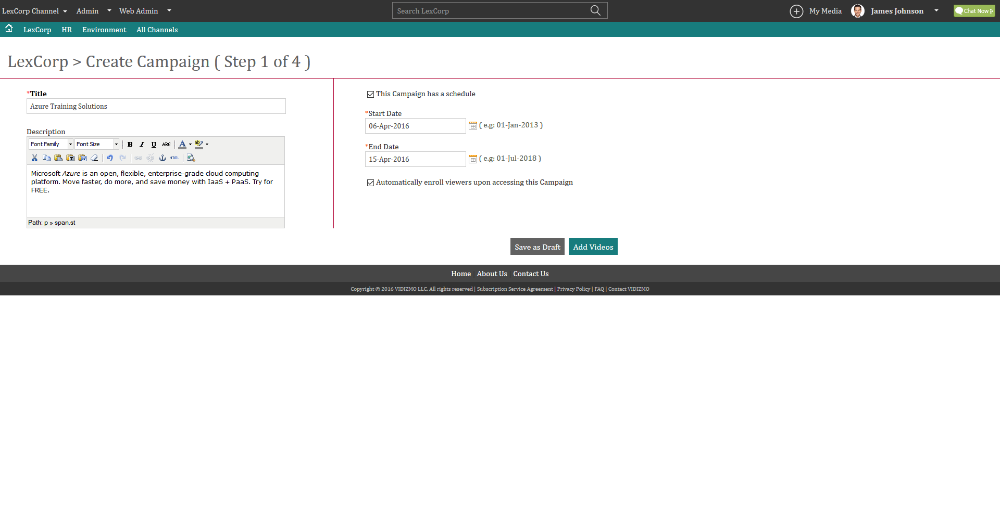 LexCorp Channel Admin Web Admin Search LexCorp My Media James Johnson Chat Now
LexCorp HR Environment All Channels
LexCorp > Create Campaign ( Step 1 of 4 )
*Title
Azure Training Solutions
Description
Font Family Font Size B I U ABC A ab
HTML
Microsoft Azure is an open, flexible, enterprise-grade cloud computing
platform. Move faster, do more, and save money with IaaS + PaaS. Try for
FREE.
Path: p » span.st
This Campaign has a schedule
*Start Date
06-Apr-2016 ( e.g: 01-Jan-2013 )
*End Date
15-Apr-2016 ( e.g: 01-Jul-2018 )
Automatically enroll viewers upon accessing this Campaign
Save as Draft Add Videos
Home About Us Contact Us
Copyright © 2016 VIDIZMO LLC. All rights reserved | Subscription Service Agreement | Privacy Policy | FAQ | Contact VIDIZMO